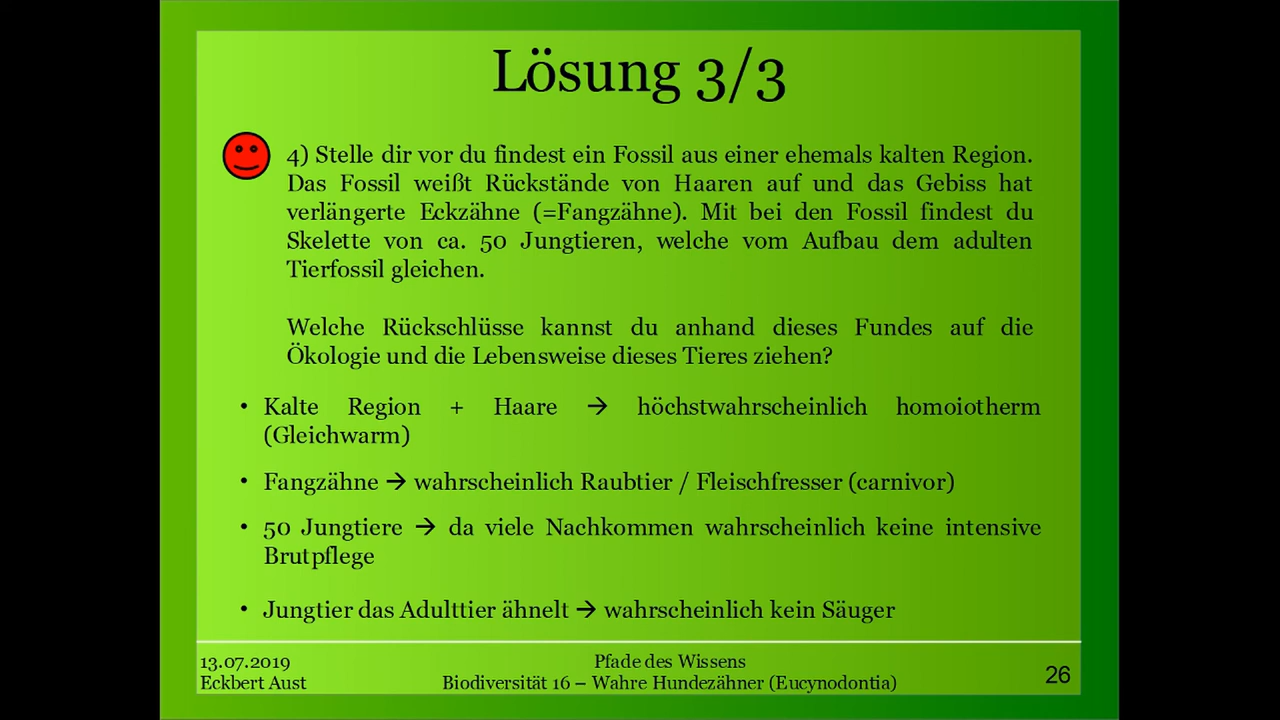 Lösung 3/3
4) Stelle dir vor du findest ein Fossil aus einer ehemals kalten Region.
Das Fossil weißt Rückstände von Haaren auf und das Gebiss hat
verlängerte Eckzähne (=Fangzähne). Mit bei den Fossil findest du
Skelette von ca. 50 Jungtieren, welche vom Aufbau dem adulten
Tierfossil gleichen.
Welche Rückschlüsse kannst du anhand dieses Fundes auf die
Ökologie und die Lebensweise dieses Tieres ziehen?
• Kalte Region + Haare → höchstwahrscheinlich homoiotherm
(Gleichwarm)
• Fangzähne → wahrscheinlich Raubtier / Fleischfresser (carnivor)
• 50 Jungtiere → da viele Nachkommen wahrscheinlich keine intensive
Brutpflege
• Jungtier das Adulttier ähnelt → wahrscheinlich kein Säuger
13.07.2019
Eckbert Aust
Pfade des Wissens
Biodiversität 16 – Wahre Hundezähner (Eucynodontia)
26